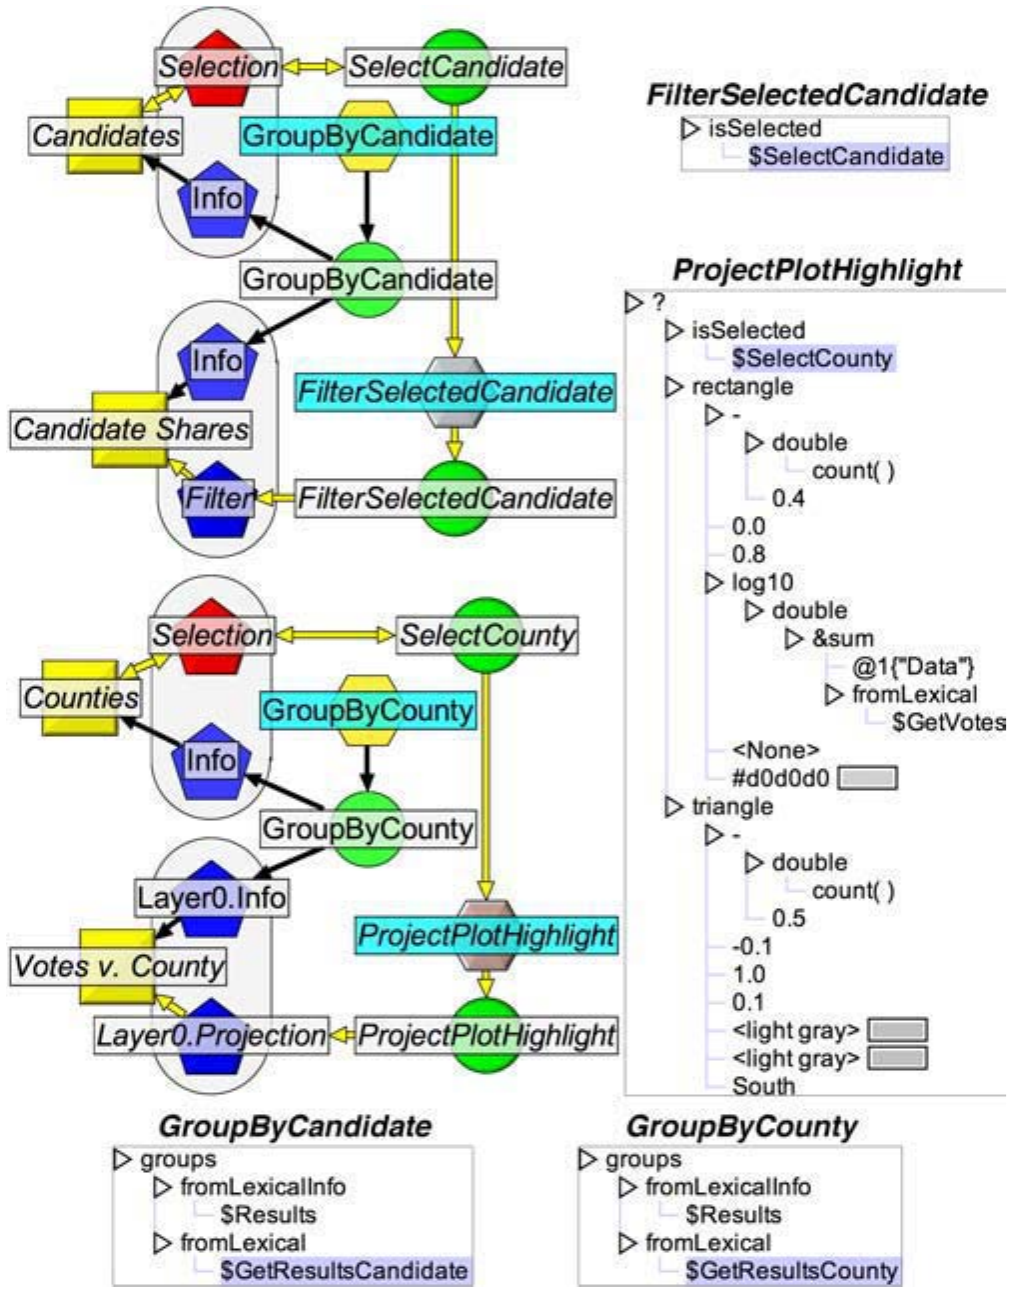 Selection
SelectCandidate
Candidates
GroupByCandidate
Info
GroupByCandidate
Info
FilterSelectedCandidate
Candidate Shares
Filter
FilterSelectedCandidate
Selection
SelectCounty
Counties
GroupByCounty
Info
GroupByCounty
Layer0.Info
ProjectPlotHighlight
Votes v. County
Layer0.Projection
ProjectPlotHighlight
FilterSelectedCandidate
isSelected
$SelectCandidate
ProjectPlotHighlight
?
isSelected
$SelectCounty
rectangle
-
double
count( )
0.4
0.0
0.8
log10
double
&sum
@1{"Data"}
fromLexical
$GetVotes
<None>
#d0d0d0
triangle
-
double
count( )
0.5
-0.1
1.0
0.1
<light gray>
<light gray>
South
GroupByCandidate
groups
fromLexicalInfo
$Results
fromLexical
$GetResultsCandidate
GroupByCounty
groups
fromLexicalInfo
$Results
fromLexical
$GetResultsCounty